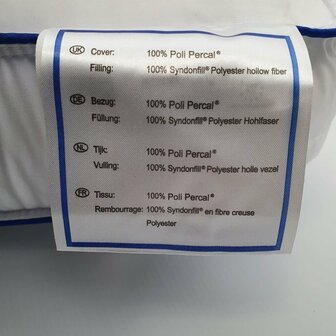 UK Cover: 100% Poli Percal®
Filling: 100% Syndonfill® Polyester hollow fiber
DE Bezug: 100% Poli Percal®
Füllung: 100% Syndonfill® Polyester Hohlfaser
NL Tijk: 100% Poli Percal®
Vulling: 100% Syndonfill® Polyester holle vezel
FR Tissu: 100% Poli Percal®
Rembourrage: 100% Syndonfill® en fibre creuse
Polyester